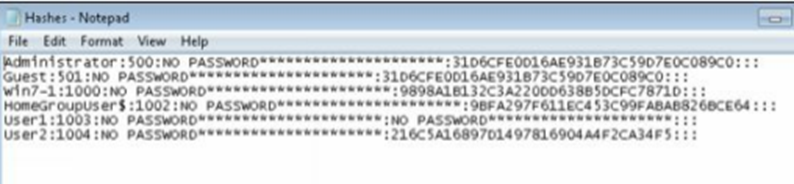 Hashes - Notepad
File Edit Format View Help
Administrator:500:NO PASSWORD*********************:31D6CFE0D16AE931B73C59D7E0C089C0:::
Guest:501:NO PASSWORD*********************:31D6CFE0D16AE931B73C59D7E0C089C0:::
Win7-1:1000:NO PASSWORD*********************:9898A1B132C3A220DD638B5DCFC7871D:::
HomeGroupUser$:1002:NO PASSWORD*********************:9BFA297F611EC453C99FABAB826BCE64:::
User1:1003:NO PASSWORD*********************:NO PASSWORD*********************:::
User2:1004:NO PASSWORD*********************:216C5A16897D1497816904A4F2CA34F5:::